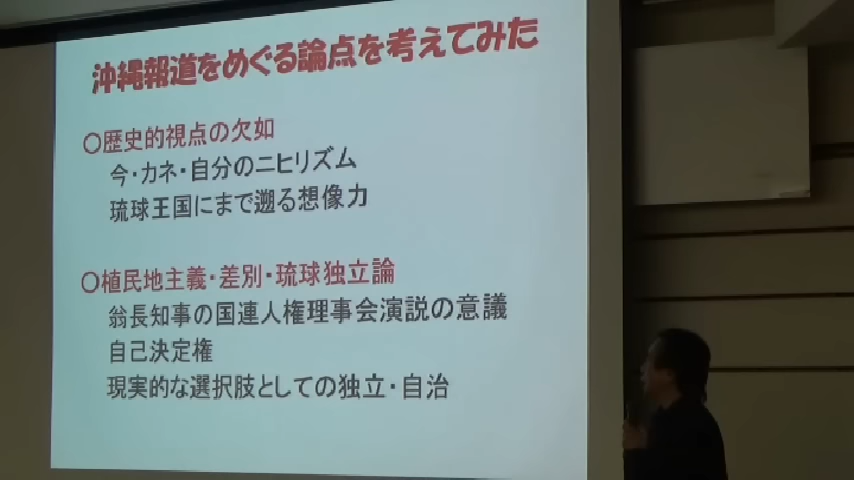 沖縄報道をめぐる論点を考えてみた
〇歴史的視点の欠如
今・カネ・自分のニヒリズム
琉球王国にまで遡る想像力
〇植民地主義・差別・琉球独立論
翁長知事の国連人権理事会演説の意議
自己決定権
現実的な選択肢としての独立・自治